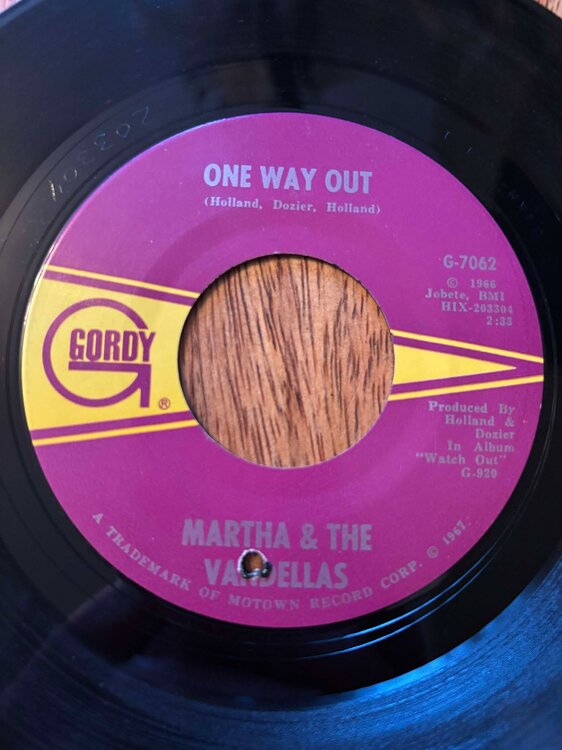 ONE WAY OUT
(Holland, Dozier, Holland)
G-7062
© 1966
Jobete, BMI
HIX-203304
2:33
GORDY
®
Produced By
Holland &
Dozier
In Album
"Watch Out"
G-920
MARTHA & THE
VANDELLAS
A TRADEMARK OF MOTOWN RECORD CORP. © 1967
203304